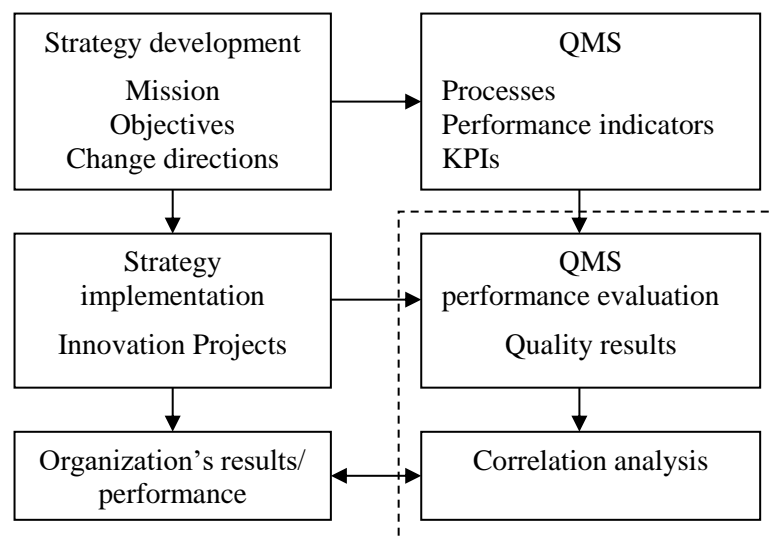 Strategy development
Mission
Objectives
Change directions
QMS
Processes
Performance indicators
KPIs
Strategy
implementation
Innovation Projects
QMS
performance evaluation
Quality results
Organization’s results/
performance
Correlation analysis